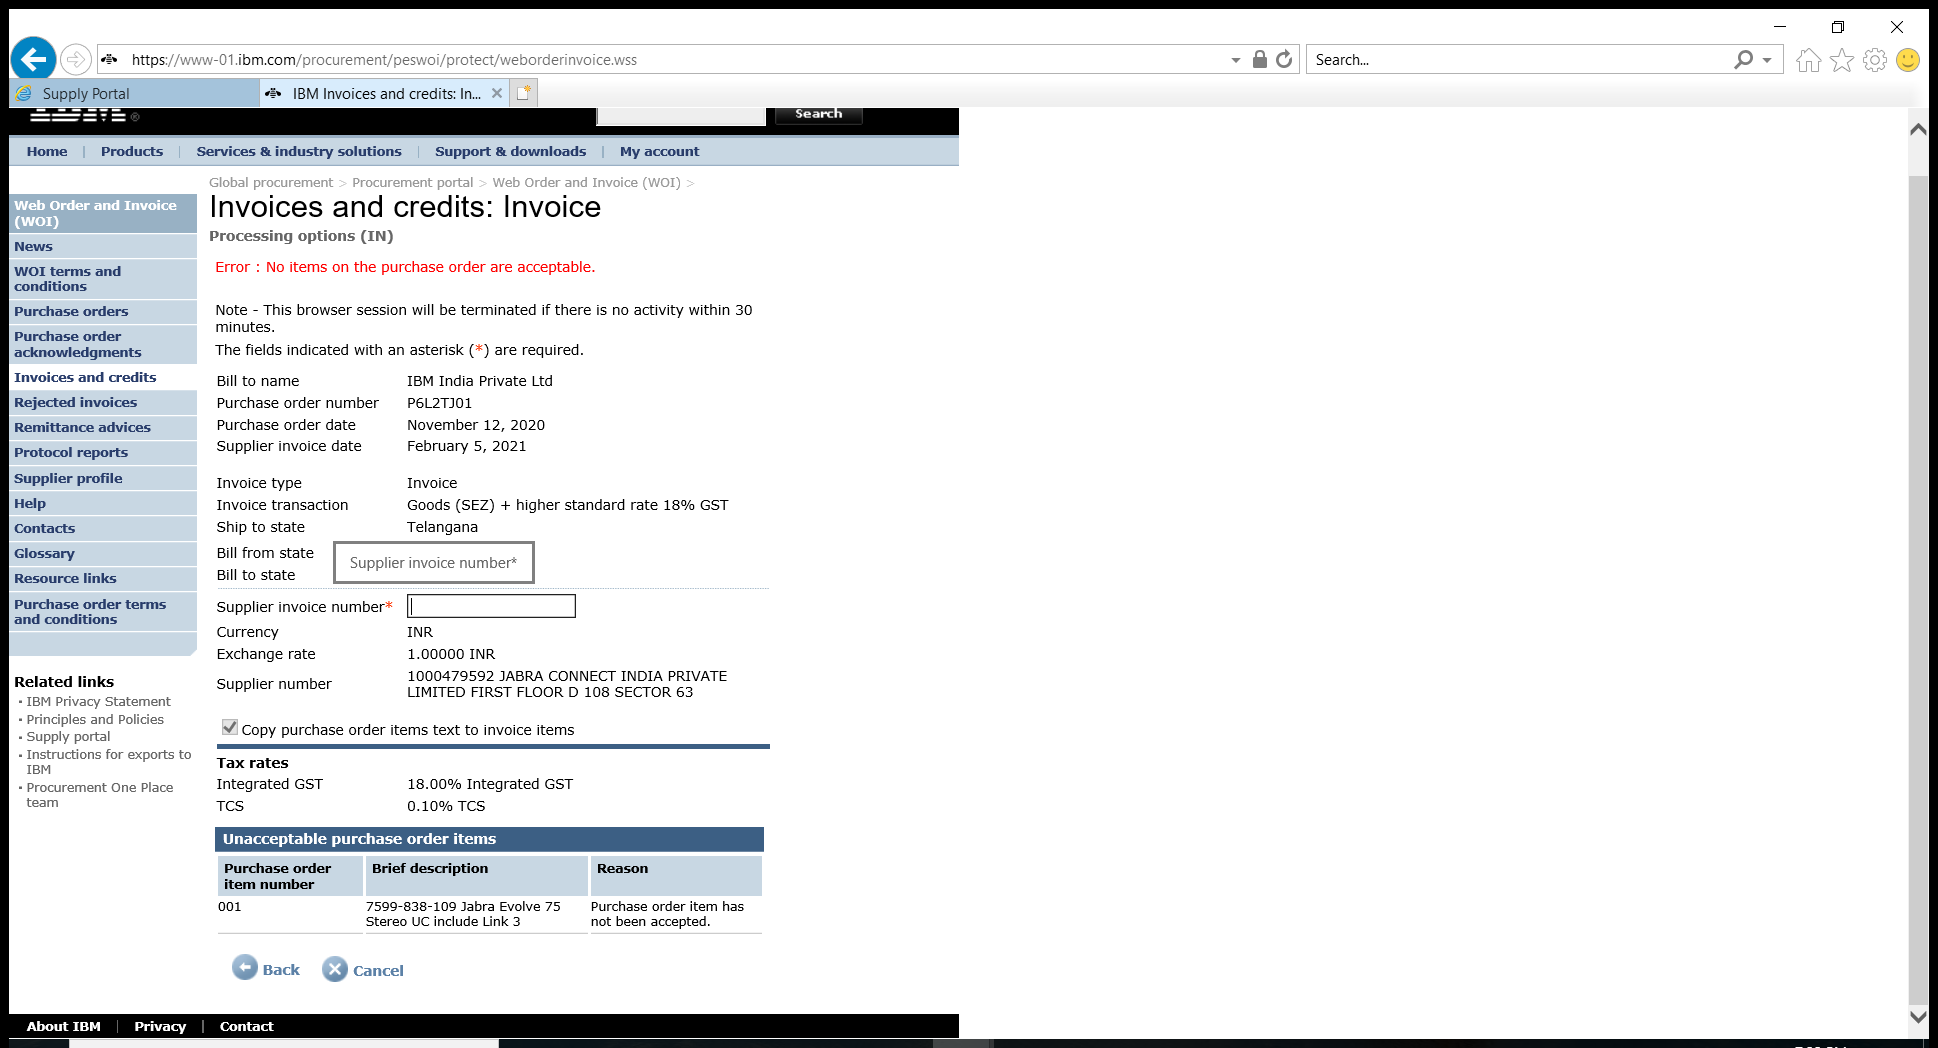 https://www-01.ibm.com/procurement/peswoi/protect/weborderinvoice.wss
Search...
Supply Portal
IBM Invoices and credits: In...
IBM ®
Search
Home | Products | Services & industry solutions | Support & downloads | My account
Global procurement > Procurement portal > Web Order and Invoice (WOI) >
Web Order and Invoice
(WOI)
News
WOI terms and
conditions
Purchase orders
Purchase order
acknowledgments
Invoices and credits
Rejected invoices
Remittance advices
Protocol reports
Supplier profile
Help
Contacts
Glossary
Resource links
Purchase order terms
and conditions
Related links
· IBM Privacy Statement
· Principles and Policies
· Supply portal
· Instructions for exports to
IBM
· Procurement One Place
team
Invoices and credits: Invoice
Processing options (IN)
Error : No items on the purchase order are acceptable.
Note - This browser session will be terminated if there is no activity within 30
minutes.
The fields indicated with an asterisk (*) are required.
Bill to name IBM India Private Ltd
Purchase order number P6L2TJ01
Purchase order date November 12, 2020
Supplier invoice date February 5, 2021
Invoice type Invoice
Invoice transaction Goods (SEZ) + higher standard rate 18% GST
Ship to state Telangana
Bill from state
Supplier invoice number*
Bill to state
Supplier invoice number*
Currency INR
Exchange rate 1.00000 INR
Supplier number 1000479592 JABRA CONNECT INDIA PRIVATE
LIMITED FIRST FLOOR D 108 SECTOR 63
Copy purchase order items text to invoice items
Tax rates
Integrated GST 18.00% Integrated GST
TCS 0.10% TCS
Unacceptable purchase order items
Purchase order
item number
Brief description
Reason
001
7599-838-109 Jabra Evolve 75
Stereo UC include Link 3
Purchase order item has
not been accepted.
Back Cancel
About IBM | Privacy | Contact